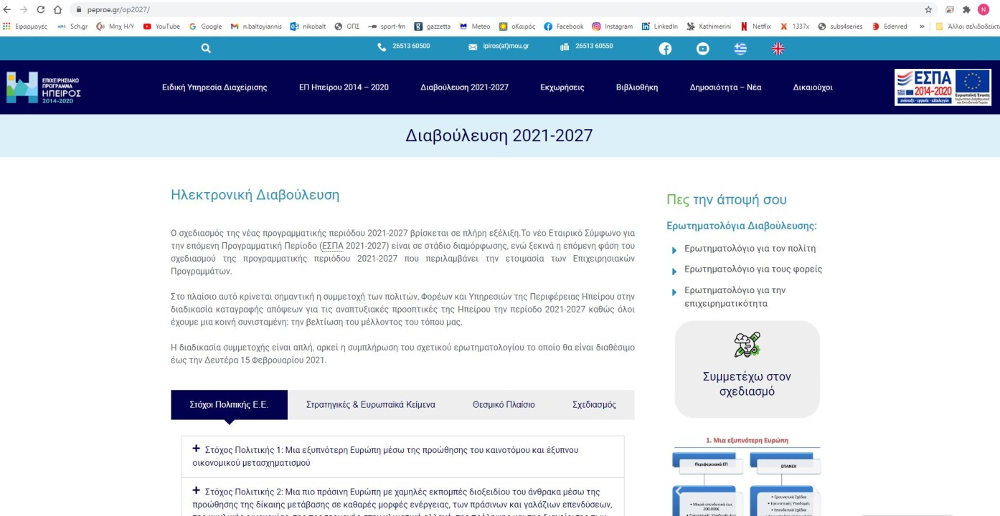 peproe.gr/op2027/
N
Εφαρμογές Sch.gr Μηχ Η/Υ YouTube Google n.baltoyiannis nikobalt ΟΠΣ sport-fm gazzetta Meteo οΚαιρός Facebook Instagram LinkedIn Kathimerini Netflix 1337x subs4series Edenred » Άλλοι σελιδοδείκτ
26513 60500 ipiros(at)mou.gr 26513 60550
ΕΠΙΧΕΙΡΗΣΙΑΚΟ
ΠΡΟΓΡΑΜΜΑ
ΗΠΕΙΡΟΣ
2014-2020
Ειδική Υπηρεσία Διαχείρισης ΕΠ Ηπείρου 2014 – 2020 Διαβούλευση 2021-2027 Εκχωρήσεις Βιβλιοθήκη Δημοσιότητα – Νέα Δικαιούχοι
ΕΣΠΑ
2014-2020
ανάπτυξη - εργασία - αλληλεγγύη
Ευρωπαϊκή Ένωση
Διαβούλευση 2021-2027
Ηλεκτρονική Διαβούλευση
Ο σχεδιασμός της νέας προγραμματικής περιόδου 2021-2027 βρίσκεται σε πλήρη εξέλιξη.Το νέο Εταιρικό Σύμφωνο για
την επόμενη Προγραμματική Περίοδο (ΕΣΠΑ 2021-2027) είναι σε στάδιο διαμόρφωσης, ενώ ξεκινά η επόμενη φάση του
σχεδιασμού της προγραμματικής περιόδου 2021-2027 που περιλαμβάνει την ετοιμασία των Επιχειρησιακών
Προγραμμάτων.
Στο πλαίσιο αυτό κρίνεται σημαντική η συμμετοχή των πολιτών, Φορέων και Υπηρεσιών της Περιφέρειας Ηπείρου στην
διαδικασία καταγραφής απόψεων για τις αναπτυξιακές προοπτικές της Ηπείρου την περίοδο 2021-2027 καθώς όλοι
έχουμε μια κοινή συνισταμένη: την βελτίωση του μέλλοντος του τόπου μας.
Η διαδικασία συμμετοχής είναι απλή, αρκεί η συμπλήρωση του σχετικού ερωτηματολογίου το οποίο θα είναι διαθέσιμο
έως την Δευτέρα 15 Φεβρουαρίου 2021.
Στόχοι Πολιτικής Ε.Ε. Στρατηγικές & Ευρωπαϊκά Κείμενα Θεσμικό Πλαίσιο Σχεδιασμός
+ Στόχος Πολιτικής 1: Μια εξυπνότερη Ευρώπη μέσω της προώθησης του καινοτόμου και έξυπνου
οικονομικού μετασχηματισμού
+ Στόχος Πολιτικής 2: Μια πιο πράσινη Ευρώπη με χαμηλές εκπομπές διοξειδίου του άνθρακα μέσω της
προώθησης της δίκαιης μετάβασης σε καθαρές μορφές ενέργειας, των πράσινων και γαλάζιων επενδύσεων,
Πες την άποψή σου
Ερωτηματολόγια Διαβούλευσης:
Ερωτηματολόγιο για τον πολίτη
Ερωτηματολόγιο για τους φορείς
Ερωτηματολόγιο για την
επιχειρηματικότητα
Συμμετέχω στον
σχεδιασμό
1. Μια εξυπνότερη Ευρώπη
Περιφερειακά ΕΠ ΕΠΑΝΕΚ
• Μικρά επενδυτικά έως
200.000€
• Ερευνητικά Σχέδια
• Ερευνητικές Υποδομές
• Επενδυτικά Σχέδια